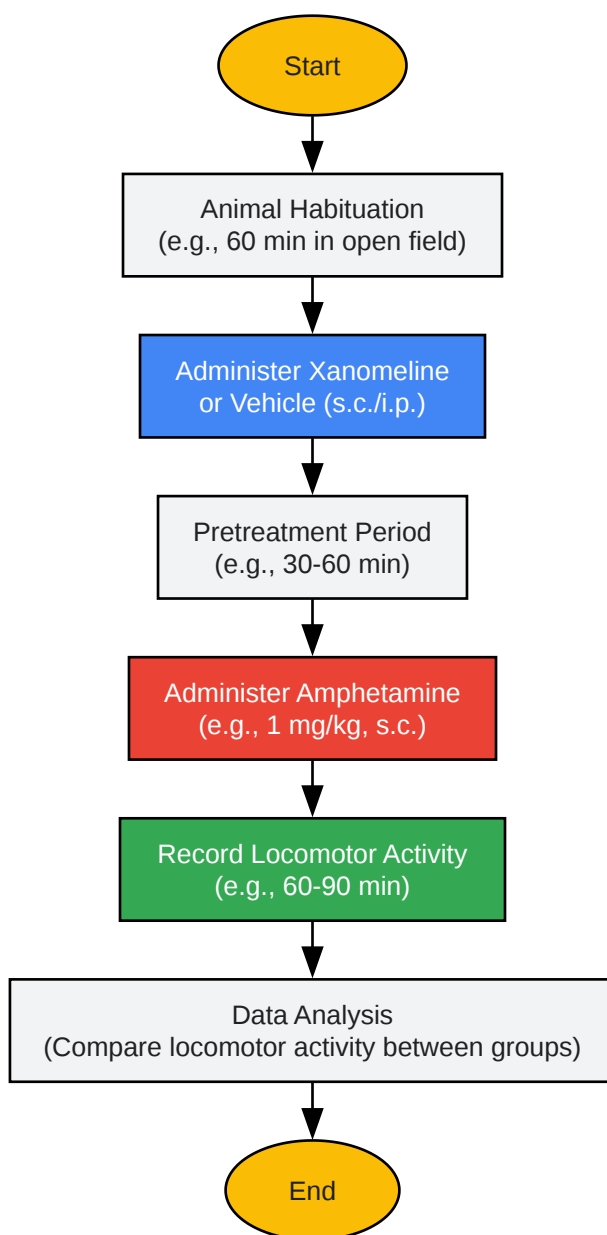 Start
Animal Habituation
(e.g., 60 min in open field)
Administer Xanomeline
or Vehicle (s.c./i.p.)
Pretreatment Period
(e.g., 30-60 min)
Administer Amphetamine
(e.g., 1 mg/kg, s.c.)
Record Locomotor Activity
(e.g., 60-90 min)
Data Analysis
(Compare locomotor activity between groups)
End